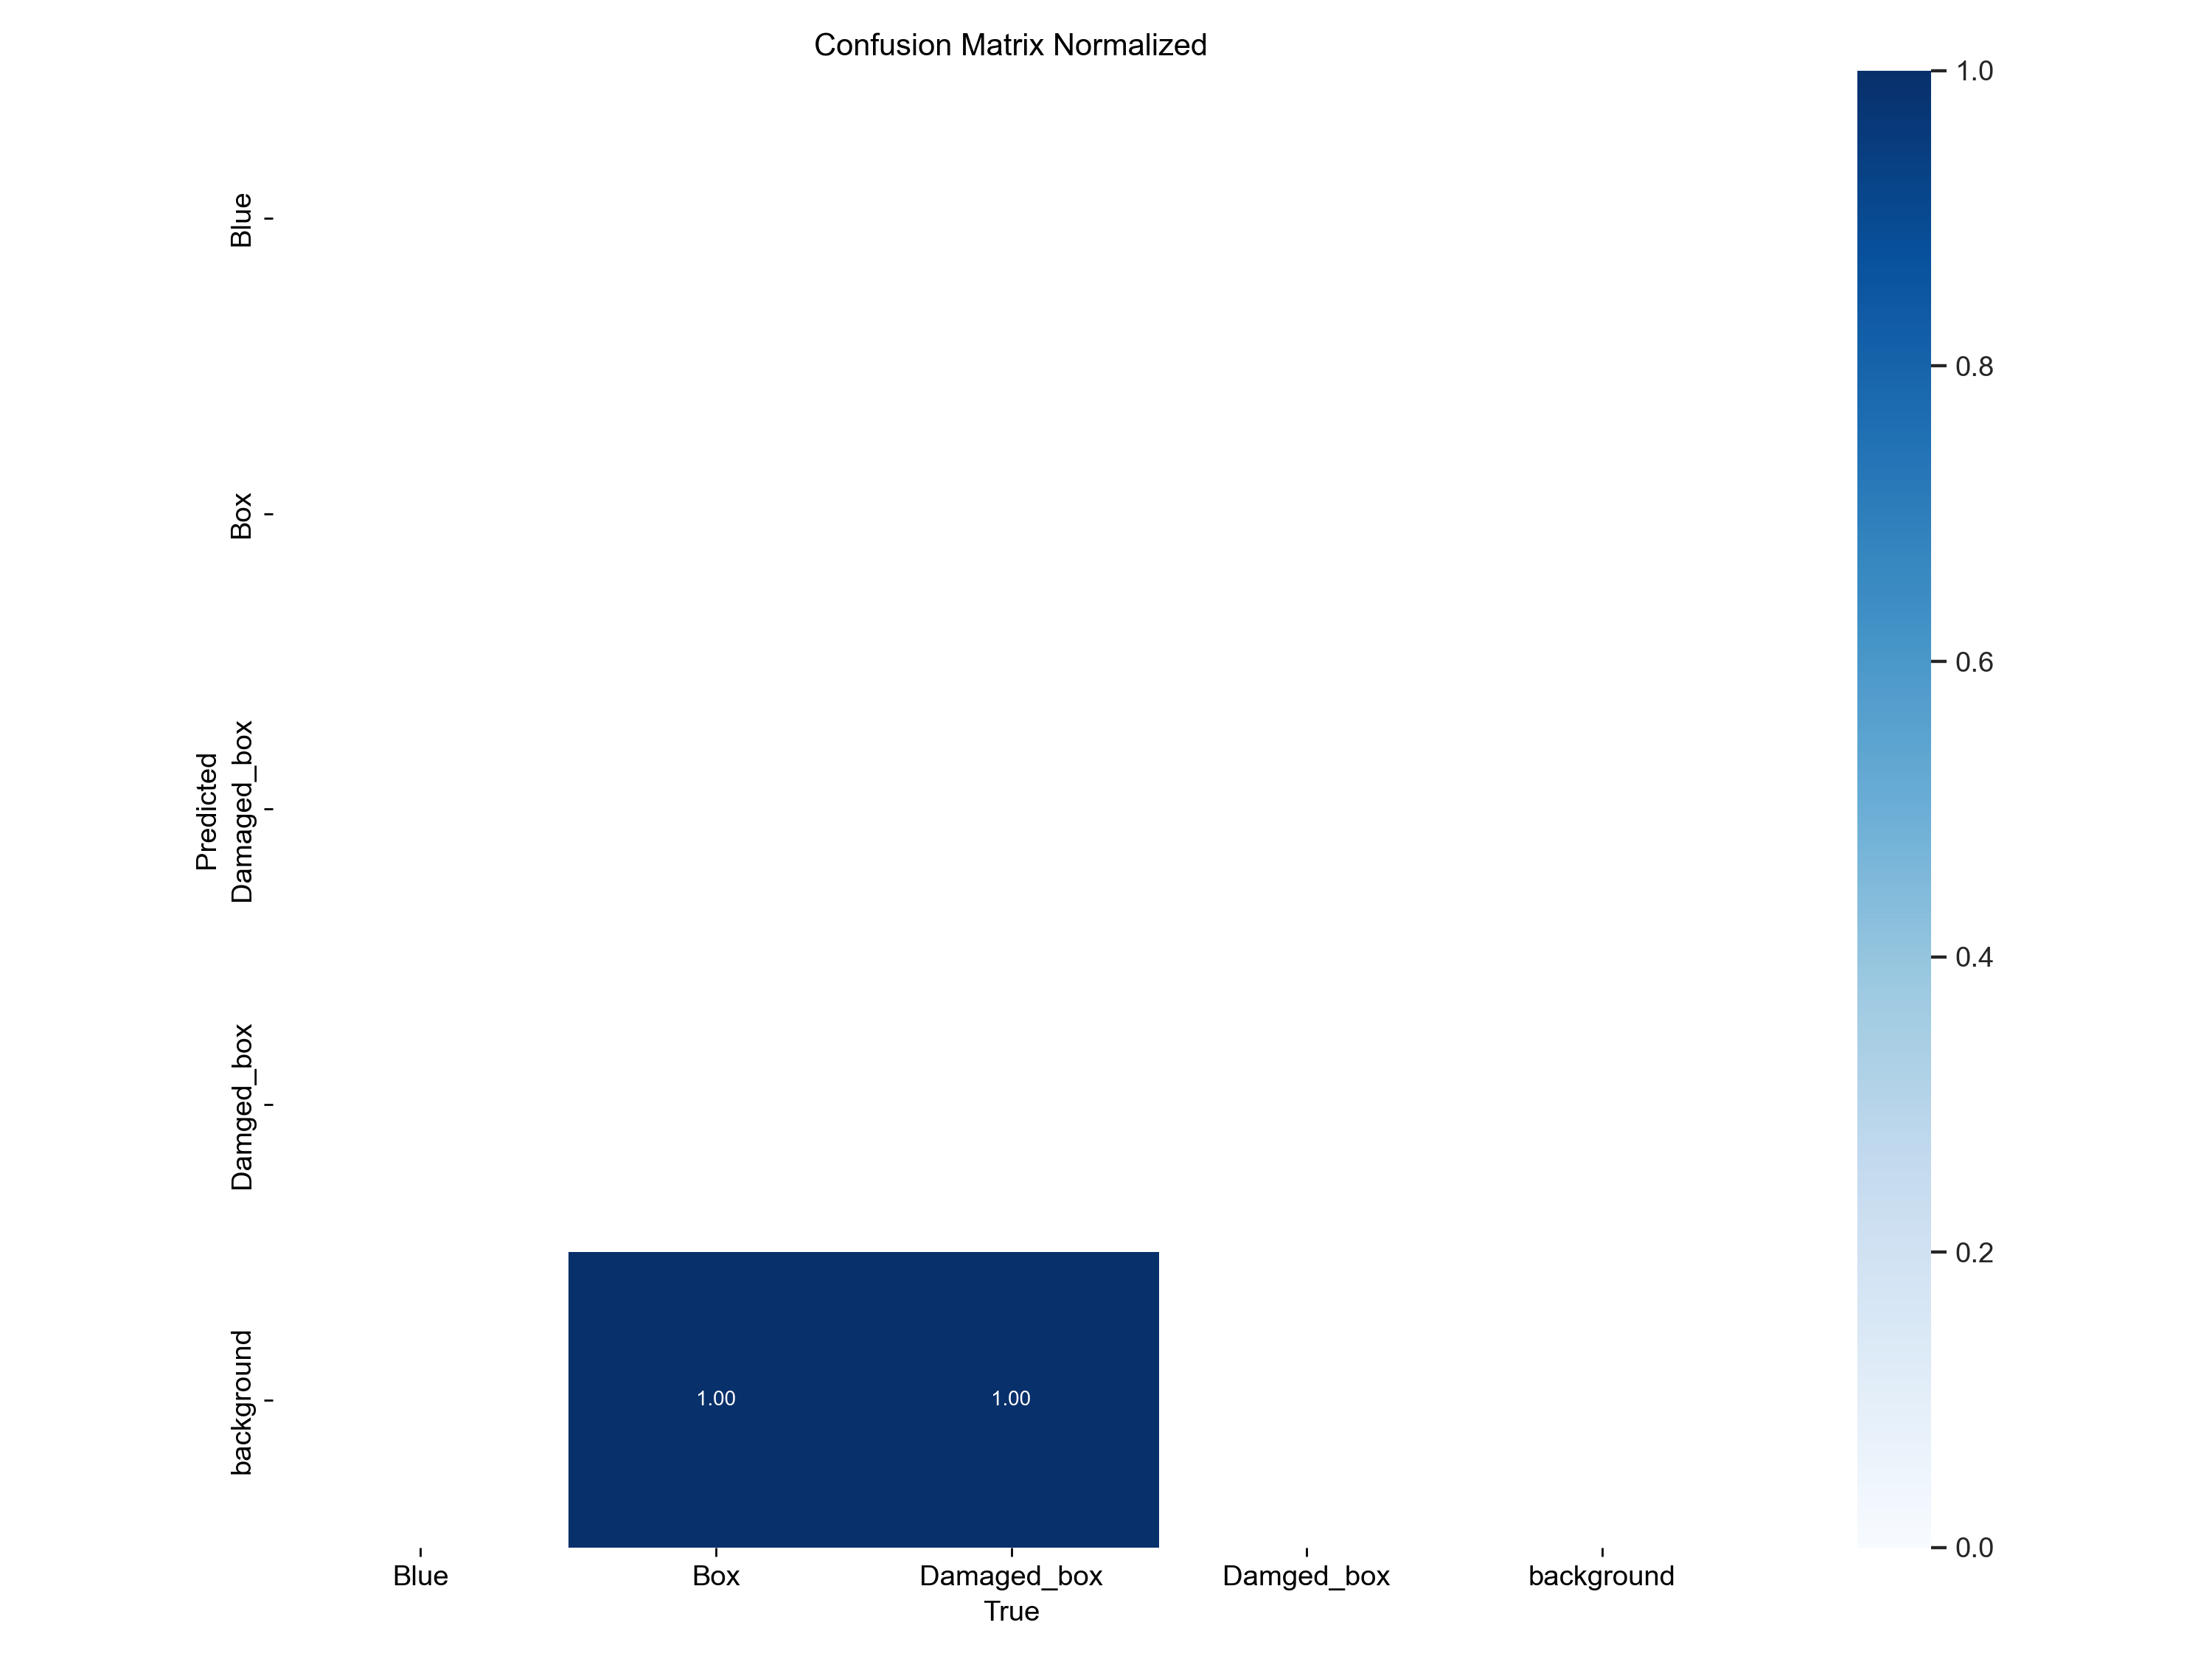 Confusion Matrix Normalized
Predicted
Blue
Box
Damaged_box
Damged_box
background
1.00
1.00
Blue
Box
Damaged_box
Damged_box
background
True
1.0
0.8
0.6
0.4
0.2
0.0